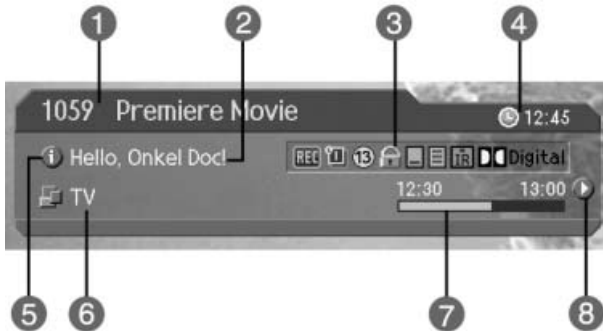 1 2 3 4
1059 Premiere Movie 12:45
i Hello, Onkel Doc! REC 13 TR Digital
TV 12:30 13:00
5 6 7 8